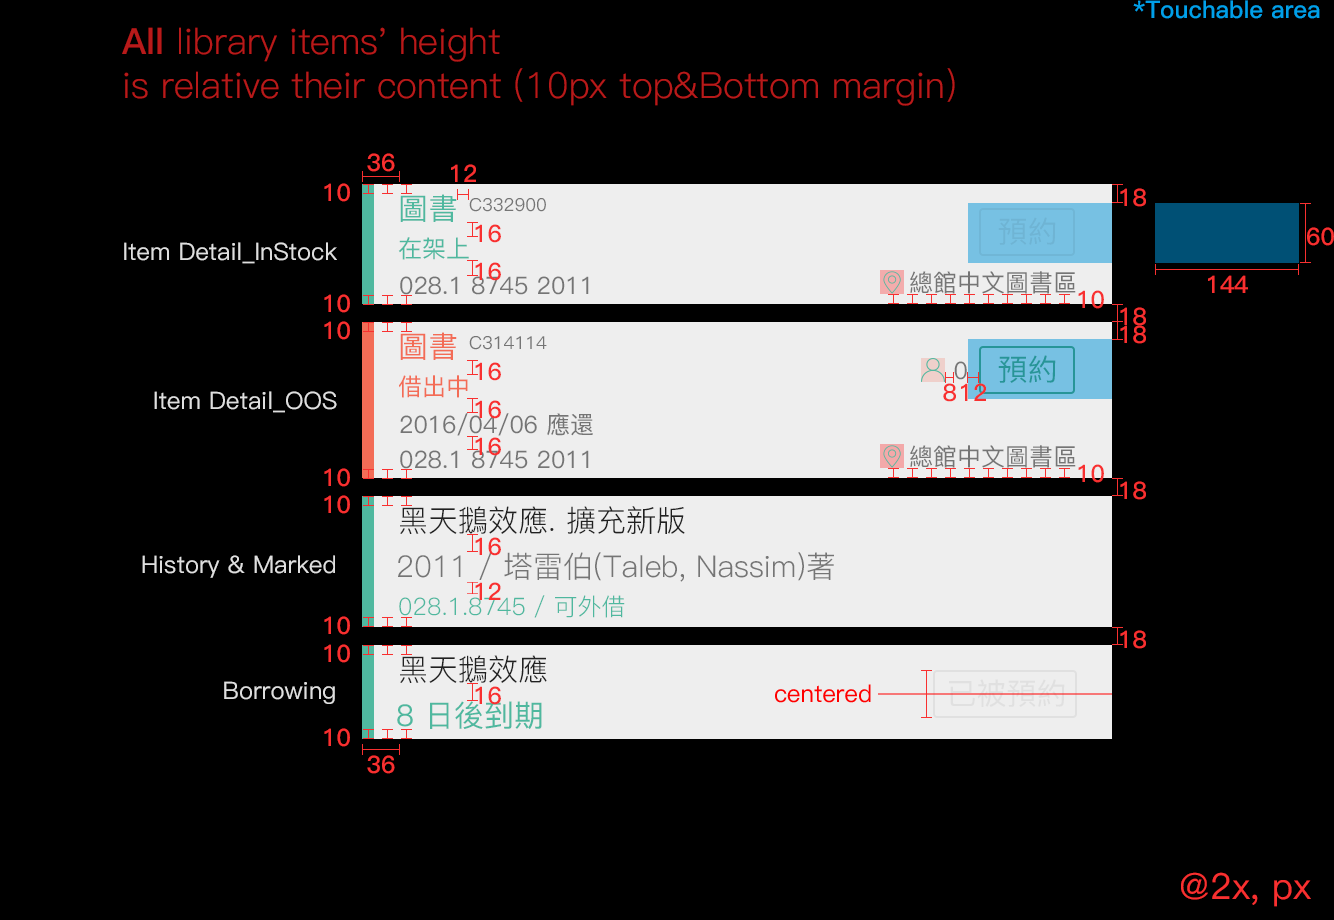 *Touchable area
All library items’ height
is relative their content (10px top&Bottom margin)
36
12
10
18
圖書 C332900
預約
16
60
Item Detail_InStock
在架上
16
028.1 8745 2011
總館中文圖書區
144
10
10
18
10
18
圖書 C314114
16
0
預約
借出中
812
Item Detail_OOS
16
2016/04/06 應還
16
028.1 8745 2011
總館中文圖書區
10
10
18
10
黑天鵝效應. 擴充新版
16
History & Marked
2011 / 塔雷伯(Taleb, Nassim)著
12
028.1.8745 / 可外借
10
18
10
黑天鵝效應
Borrowing
16
centered
已被預約
8 日後到期
10
36
@2x, px